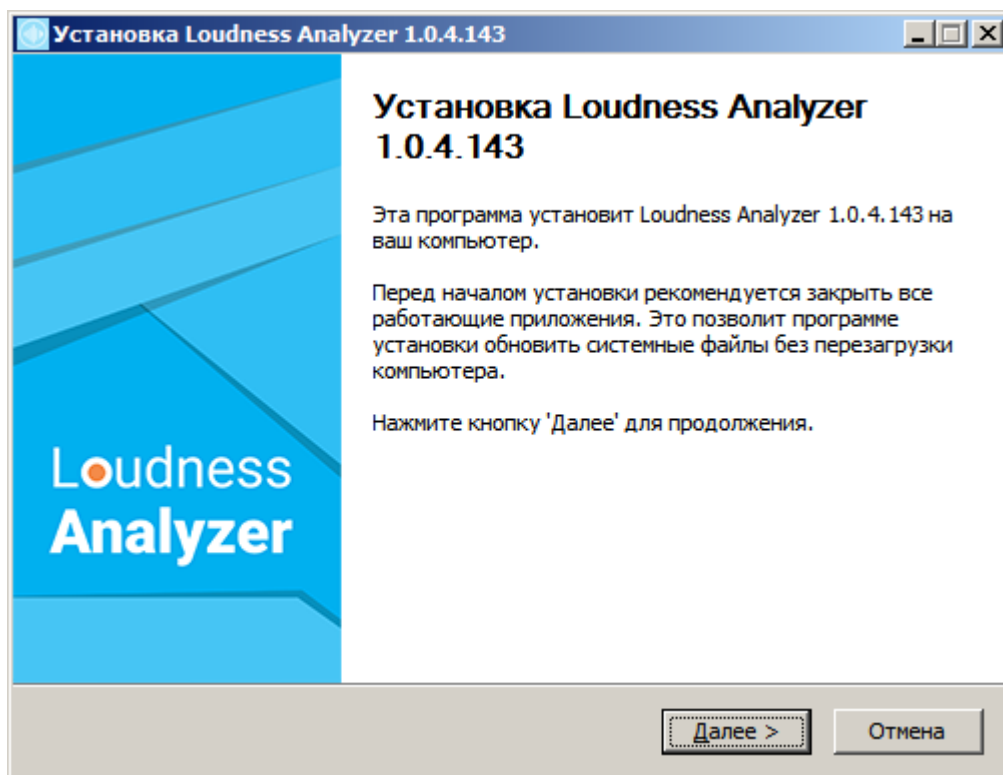 Установка Loudness Analyzer 1.0.4.143
Установка Loudness Analyzer
1.0.4.143
Эта программа установит Loudness Analyzer 1.0.4.143 на
ваш компьютер.
Перед началом установки рекомендуется закрыть все
работающие приложения. Это позволит программе
установки обновить системные файлы без перезагрузки
компьютера.
Нажмите кнопку 'Далее' для продолжения.
Loudness
Analyzer
Далее >
Отмена